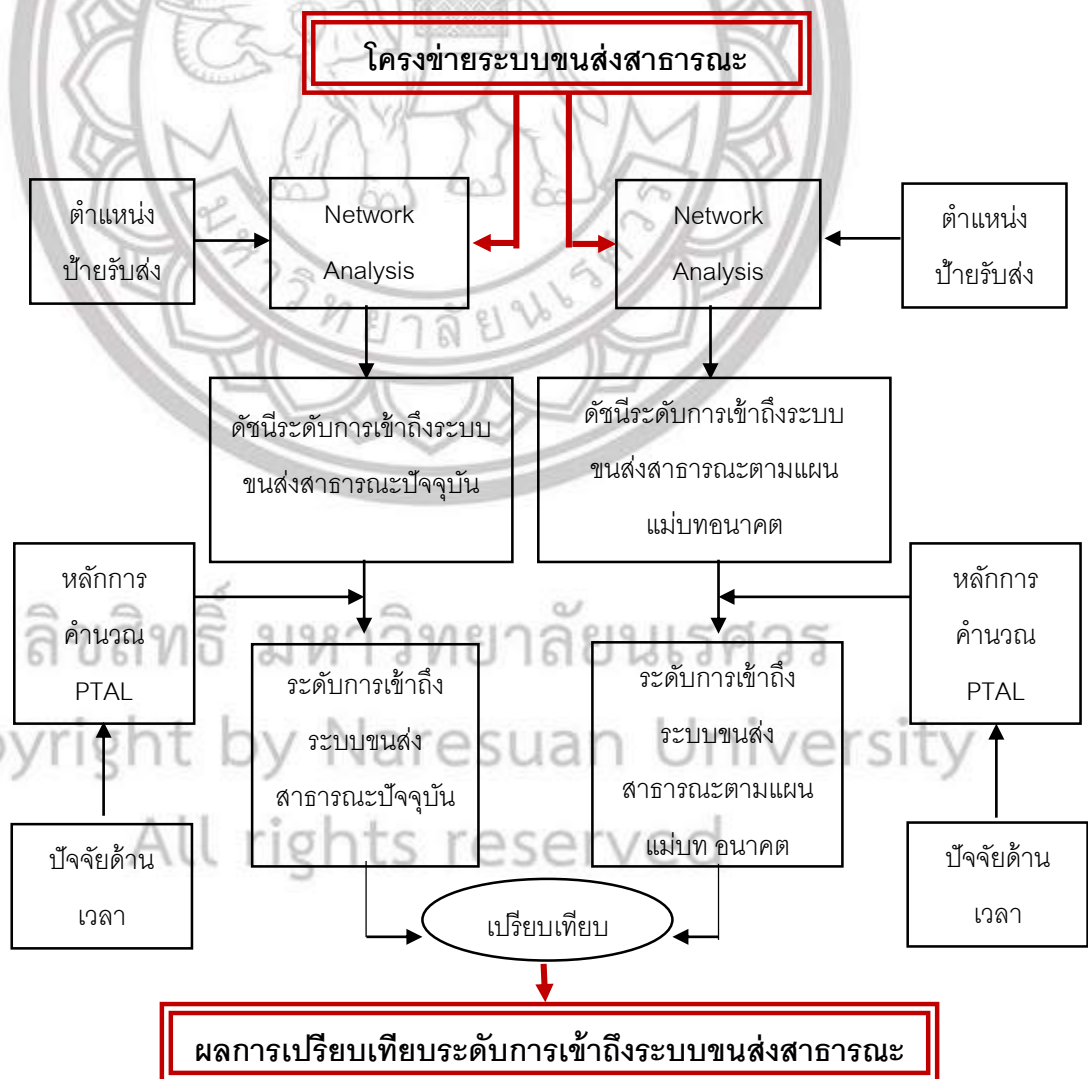 โครงข่ายระบบขนส่งสาธารณะ
ตำแหน่ง
ป้ายรับส่ง
Network
Analysis
Network
Analysis
ตำแหน่ง
ป้ายรับส่ง
มหาวิทยาลัยนเรศวร
ดัชนีระดับการเข้าถึงระบบ
ขนส่งสาธารณะปัจจุบัน
ดัชนีระดับการเข้าถึงระบบ
ขนส่งสาธารณะตามแผน
แม่บทอนาคต
หลักการ
คำนวณ
PTAL
หลักการ
คำนวณ
PTAL
ลิขสิทธิ์ มหาวิทยาลัยนเรศวร
ระดับการเข้าถึง
ระบบขนส่ง
สาธารณะปัจจุบัน
ระดับการเข้าถึง
ระบบขนส่ง
สาธารณะตามแผน
แม่บท อนาคต
pyright by Naresuan University
All rights reserved
ปัจจัยด้าน
เวลา
ปัจจัยด้าน
เวลา
เปรียบเทียบ
ผลการเปรียบเทียบระดับการเข้าถึงระบบขนส่งสาธารณะ